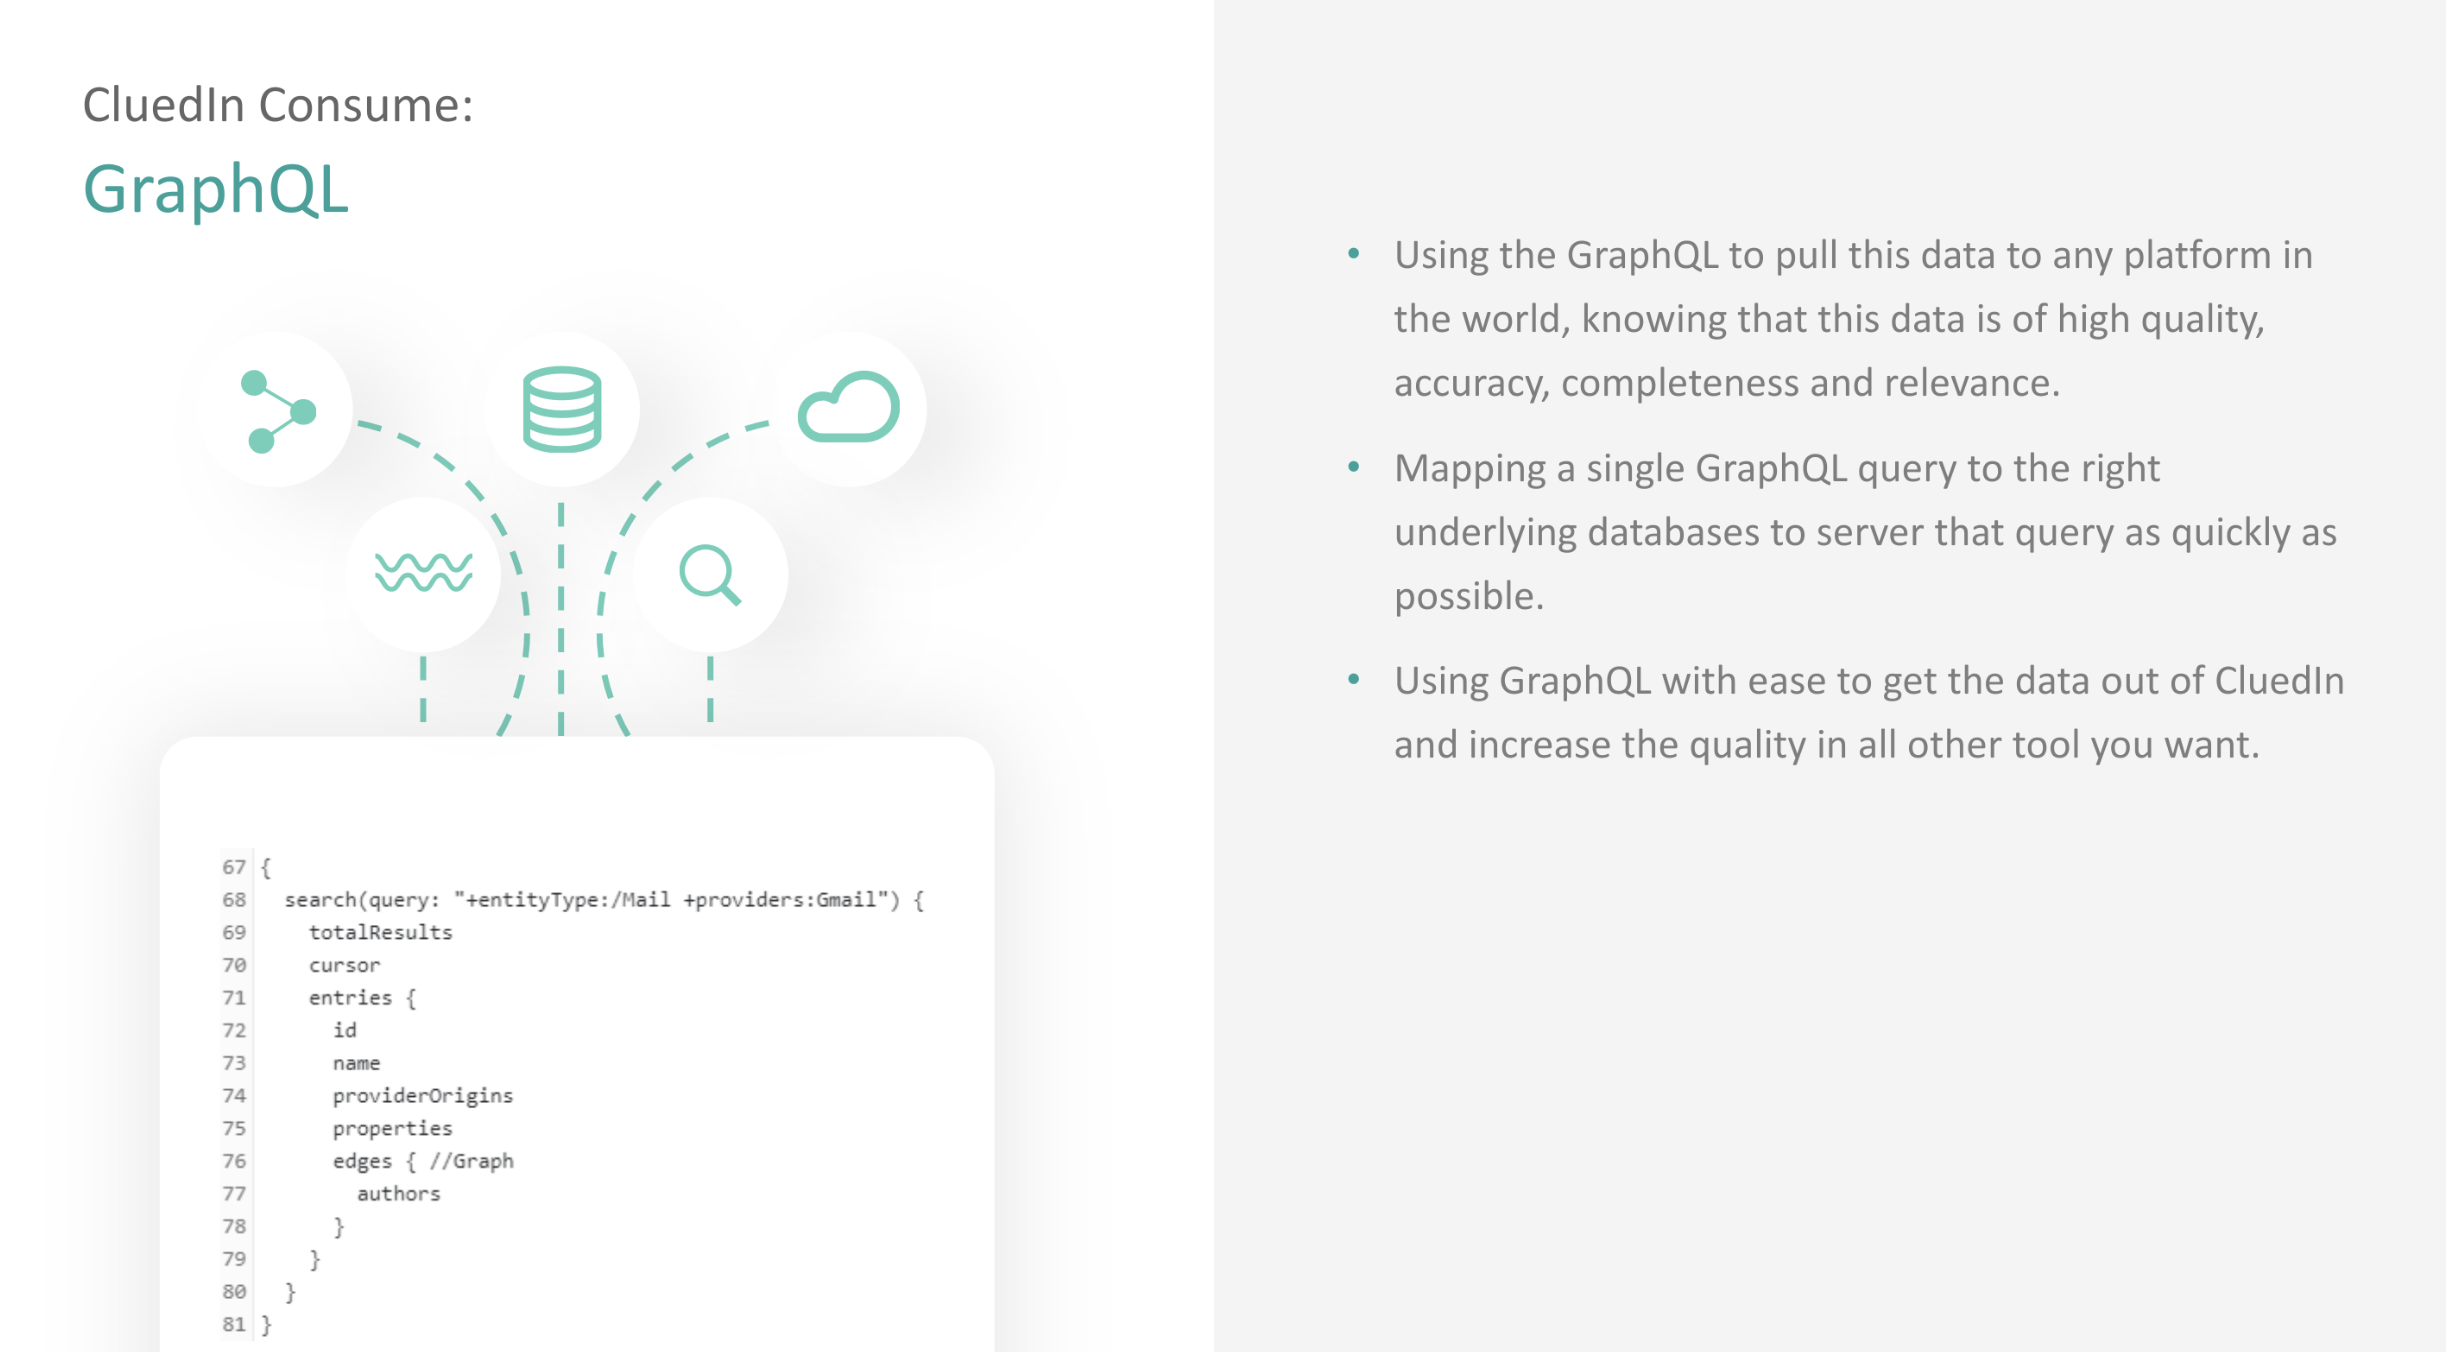 CluedIn Consume:
GraphQL
67 {
68 search(query: "+entityType:/Mail +providers:Gmail") {
69 totalResults
70 cursor
71 entries {
72 id
73 name
74 providerOrigins
75 properties
76 edges { //Graph
77 authors
78 }
79 }
80 }
81 }
• Using the GraphQL to pull this data to any platform in
the world, knowing that this data is of high quality,
accuracy, completeness and relevance.
• Mapping a single GraphQL query to the right
underlying databases to server that query as quickly as
possible.
• Using GraphQL with ease to get the data out of CluedIn
and increase the quality in all other tool you want.